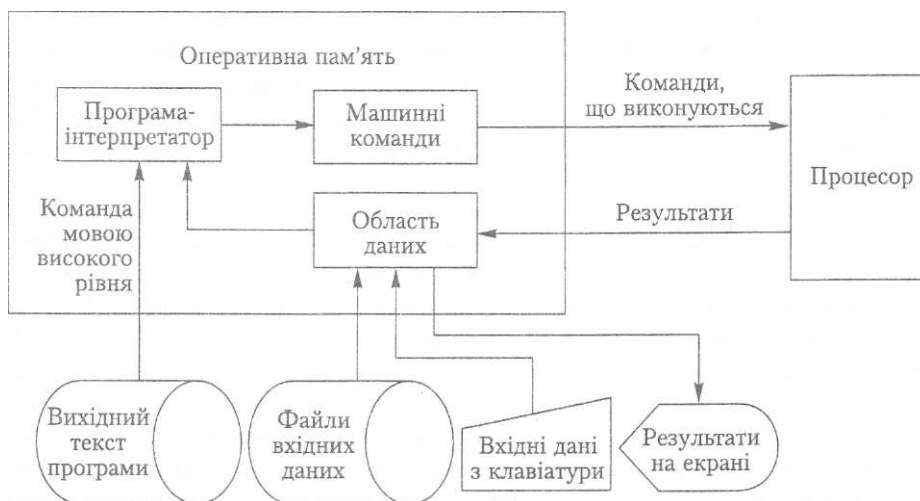 Оперативна пам'ять
Програма-
інтерпретатор
Машинні
команди
Команди,
що виконуються
Процесор
Команда
мовою
високого
рівня
Область
даних
Результати
Вихідний
текст
програми
Файли
вхідних
даних
Вхідні дані
з клавіатури
Результати
на екрані